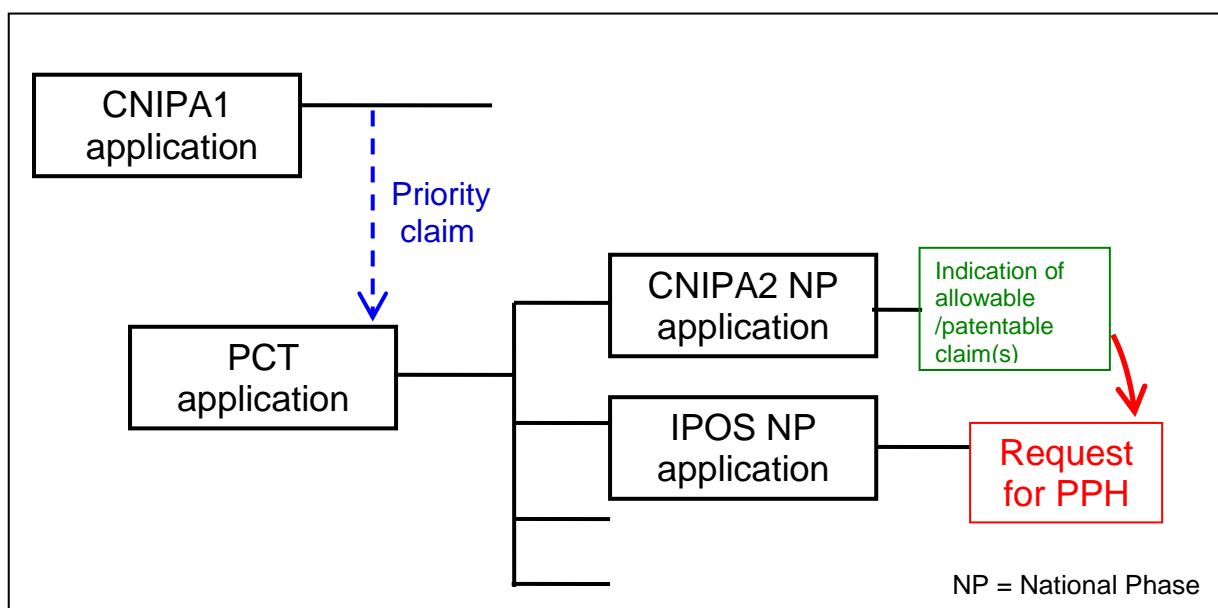 CNIPA1
application
Priority
claim
PCT
application
CNIPA2 NP
application
Indication of
allowable
/patentable
claim(s)
IPOS NP
application
Request
for PPH
NP = National Phase